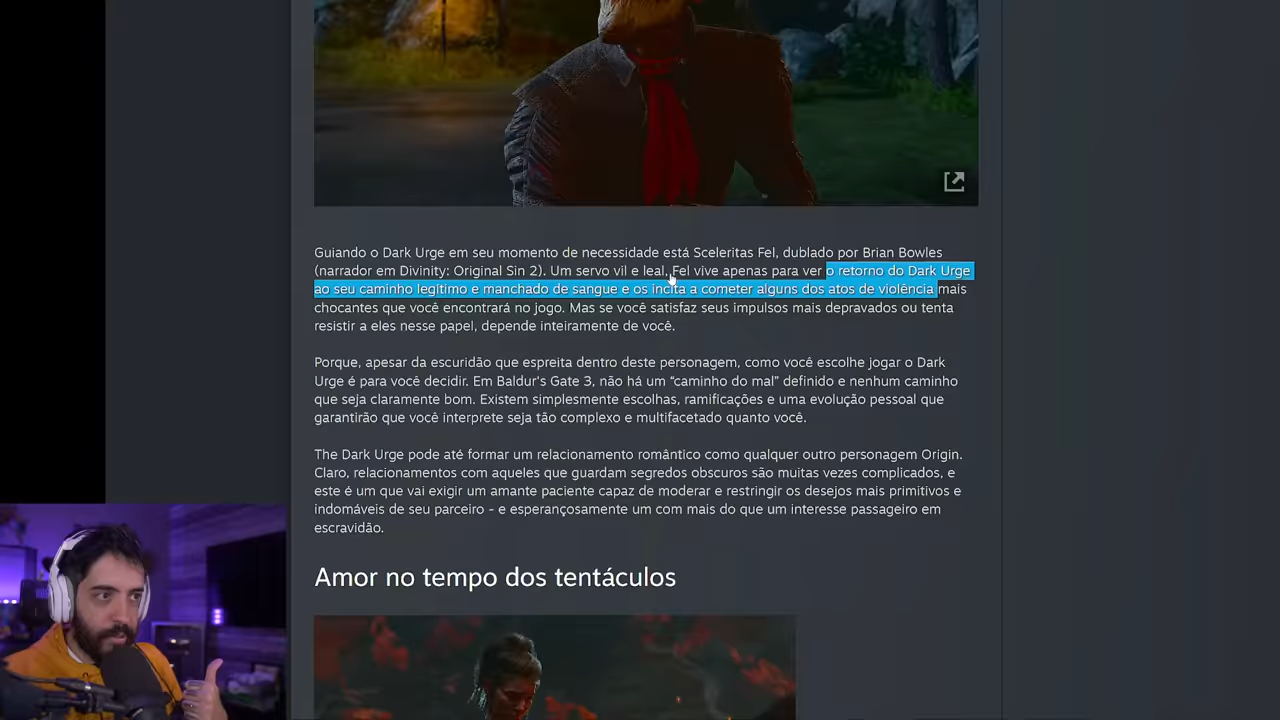 Guiando o Dark Urge em seu momento de necessidade está Sceleritas Fel, dublado por Brian Bowles
(narrador em Divinity: Original Sin 2). Um servo vil e leal, Fel vive apenas para ver o retorno do Dark Urge
ao seu caminho legítimo e manchado de sangue e os incita a cometer alguns dos atos de violência mais
chocantes que você encontrará no jogo. Mas se você satisfaz seus impulsos mais depravados ou tenta
resistir a eles nesse papel, depende inteiramente de você.
Porque, apesar da escuridão que espreita dentro deste personagem, como você escolhe jogar o Dark
Urge é para você decidir. Em Baldur's Gate 3, não há um “caminho do mal” definido e nenhum caminho
que seja claramente bom. Existem simplesmente escolhas, ramificações e uma evolução pessoal que
garantirão que você interprete seja tão complexo e multifacetado quanto você.
The Dark Urge pode até formar um relacionamento romântico como qualquer outro personagem Origin.
Claro, relacionamentos com aqueles que guardam segredos obscuros são muitas vezes complicados, e
este é um que vai exigir um amante paciente capaz de moderar e restringir os desejos mais primitivos e
indomáveis de seu parceiro - e esperançosamente um com mais do que um interesse passageiro em
escravidão.
Amor no tempo dos tentáculos